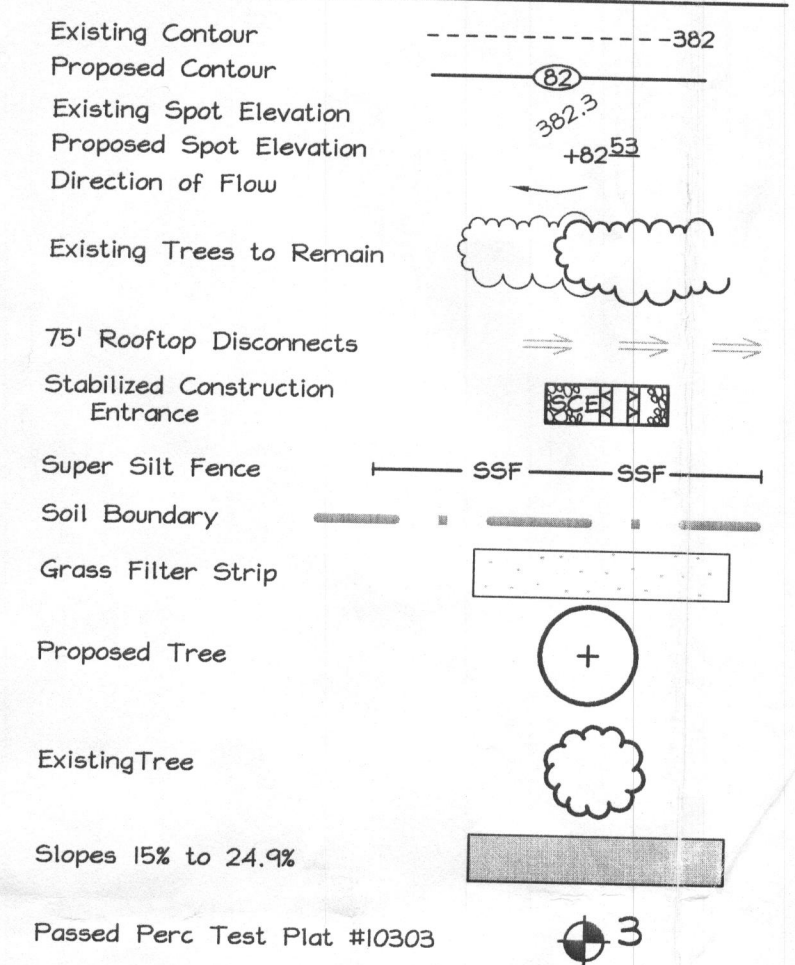 Existing Contour 382
Proposed Contour 82
Existing Spot Elevation 382.3
Proposed Spot Elevation +82 53
Direction of Flow
Existing Trees to Remain
75' Rooftop Disconnects
Stabilized Construction
Entrance SCE
Super Silt Fence SSF SSF
Soil Boundary
Grass Filter Strip
Proposed Tree
ExistingTree
Slopes 15% to 24.9%
Passed Perc Test Plat #10303 3